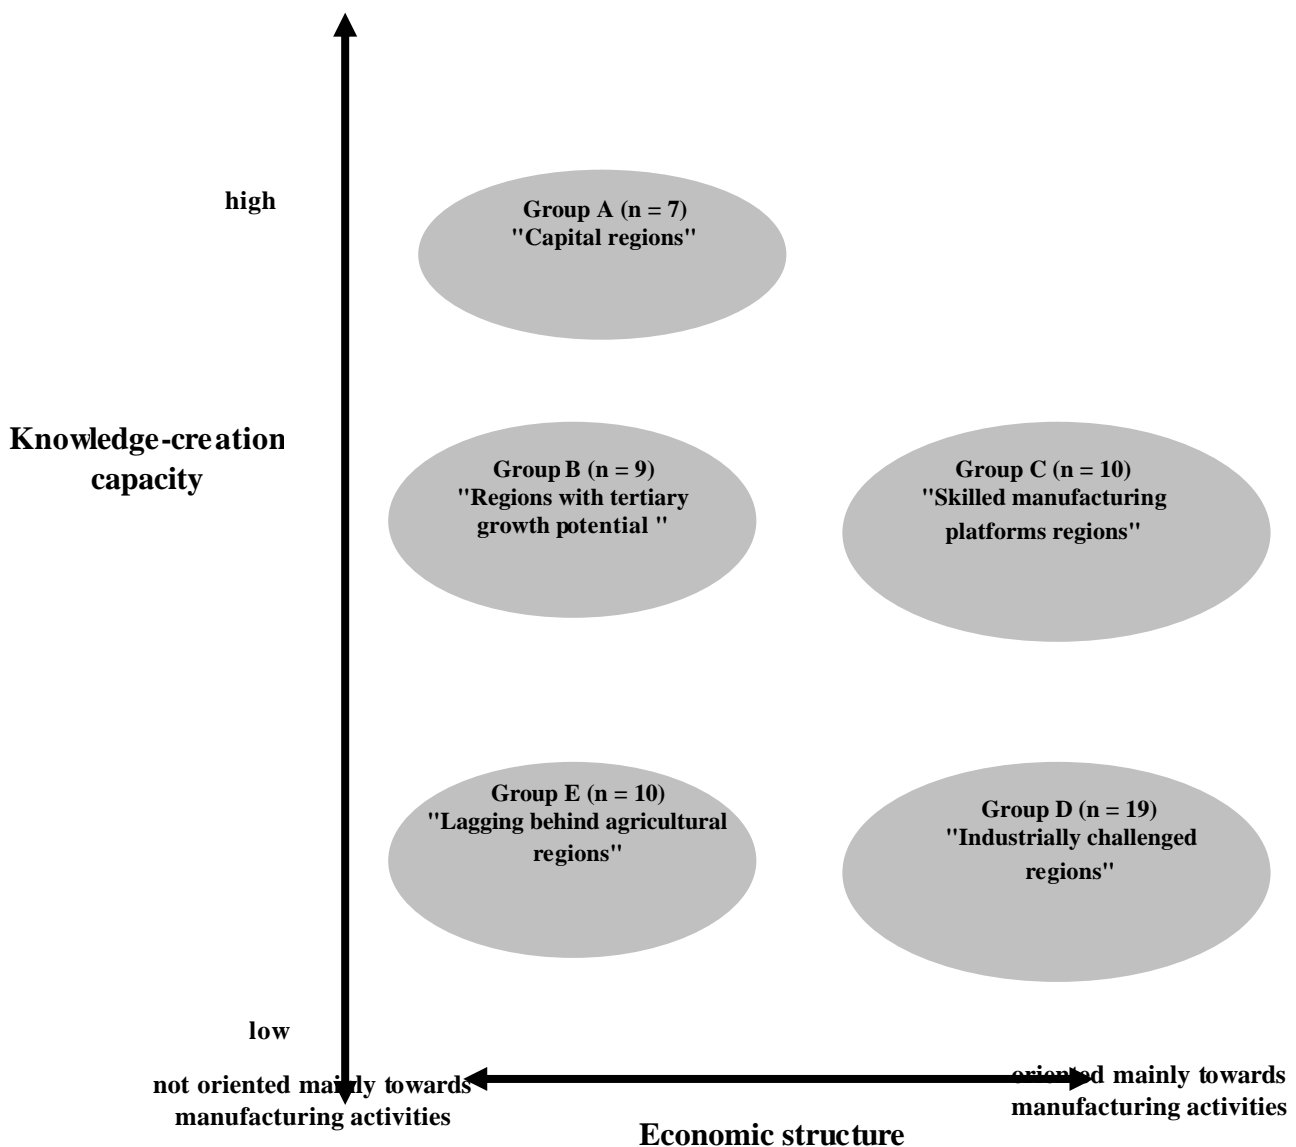 high
Group A (n = 7)
"Capital regions"
Knowledge-creation
capacity
Group B (n = 9)
"Regions with tertiary
growth potential "
Group C (n = 10)
"Skilled manufacturing
platforms regions"
Group E (n = 10)
"Lagging behind agricultural
regions"
Group D (n = 19)
"Industrially challenged
regions"
low
not oriented mainly towards
manufacturing activities
oriented mainly towards
manufacturing activities
Economic structure